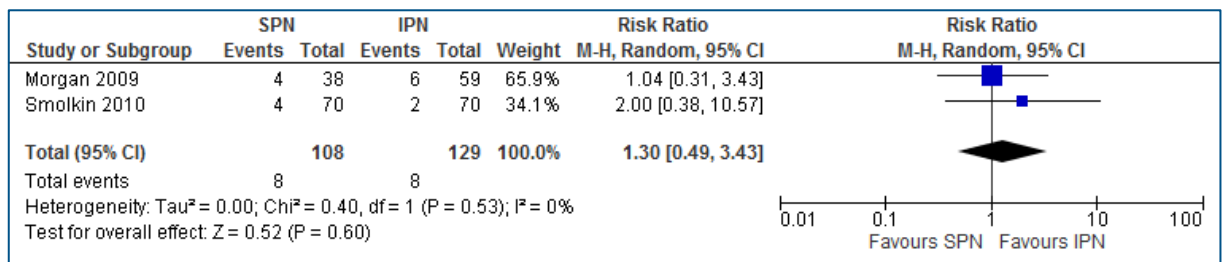 SPN IPN Risk Ratio Risk Ratio
Study or Subgroup Events Total Events Total Weight M-H, Random, 95% CI M-H, Random, 95% CI
Morgan 2009 4 38 6 59 65.9% 1.04 [0.31, 3.43]
Smolkin 2010 4 70 2 70 34.1% 2.00 [0.38, 10.57]
Total (95% CI) 108 129 100.0% 1.30 [0.49, 3.43]
Total events 8 8
Heterogeneity: Tau² = 0.00; Chi² = 0.40, df = 1 (P = 0.53); I² = 0%
Test for overall effect: Z = 0.52 (P = 0.60)
0.01 0.1 1 10 100
Favours SPN Favours IPN